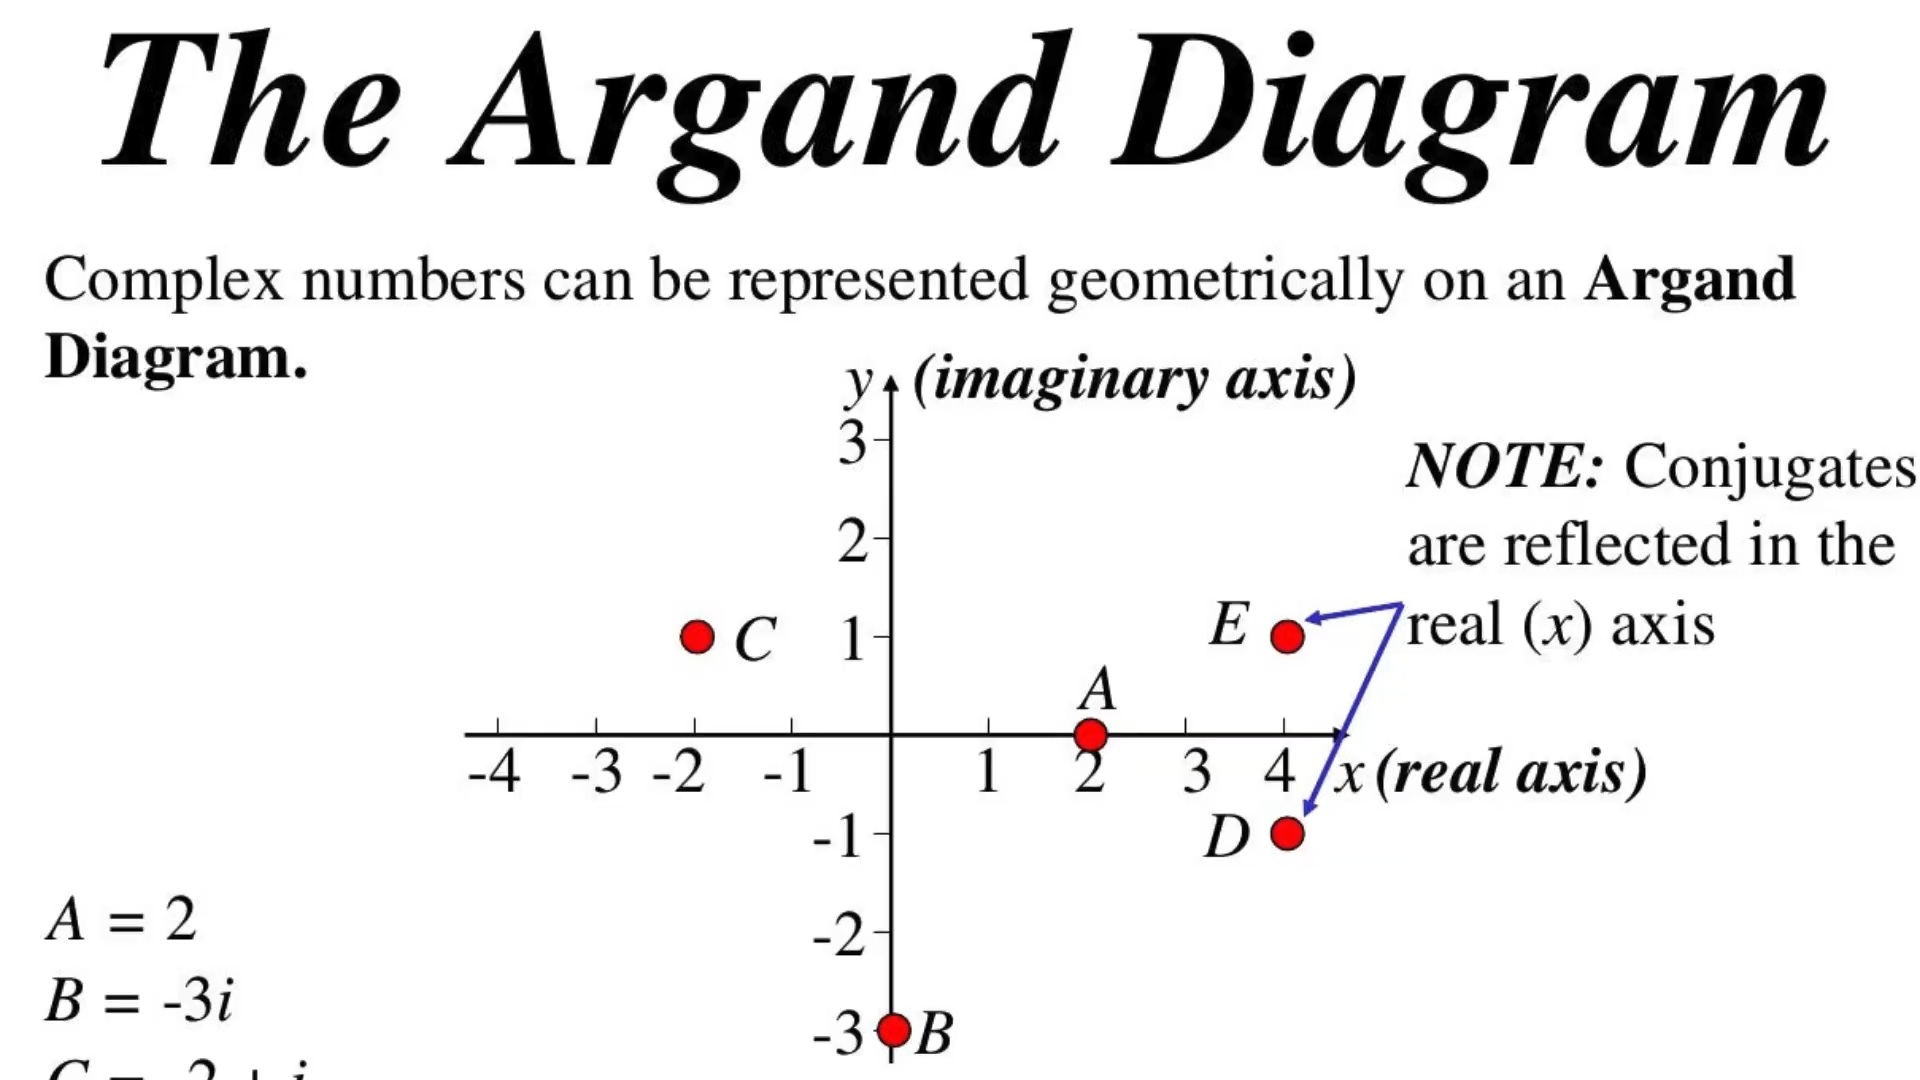 The Argand Diagram
Complex numbers can be represented geometrically on an Argand
Diagram.
y (imaginary axis)
3
NOTE: Conjugates
2
are reflected in the
C 1 E real (x) axis
A
-4 -3 -2 -1 1 2 3 4 x (real axis)
-1 D
A = 2
-2
B = -3i
-3 B
C = -2 + i